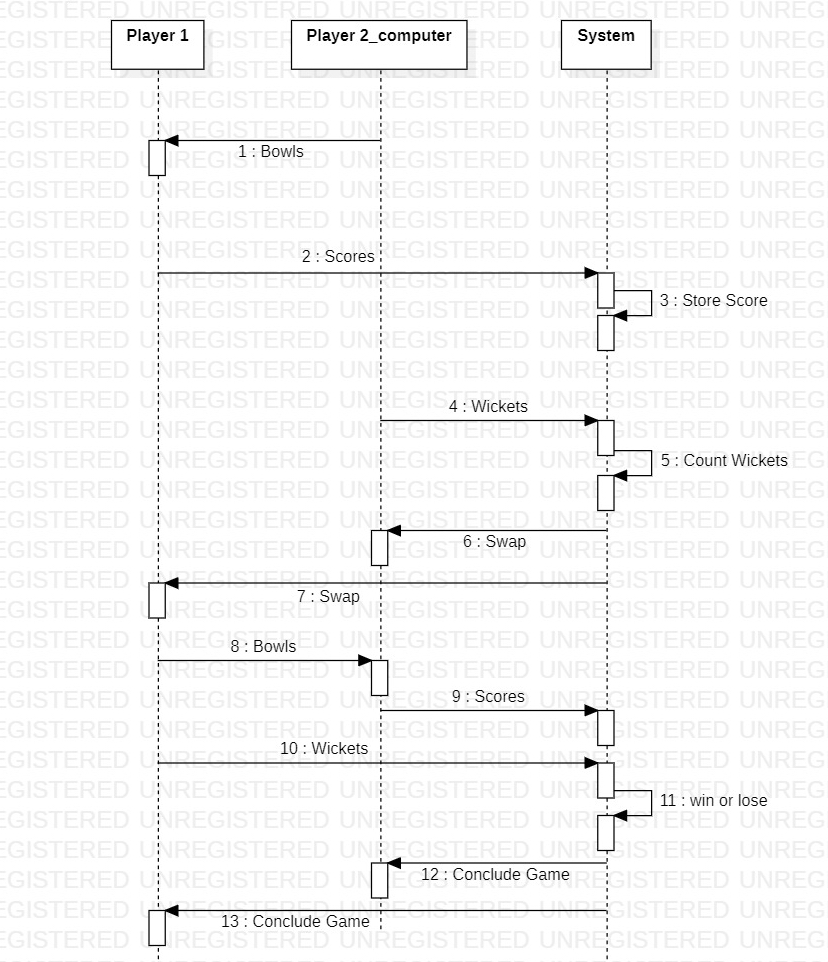 Player 1
Player 2_computer
System
1 : Bowls
2 : Scores
3 : Store Score
4 : Wickets
5 : Count Wickets
6 : Swap
7 : Swap
8 : Bowls
9 : Scores
10 : Wickets
11 : win or lose
12 : Conclude Game
13 : Conclude Game
UNREGISTERED